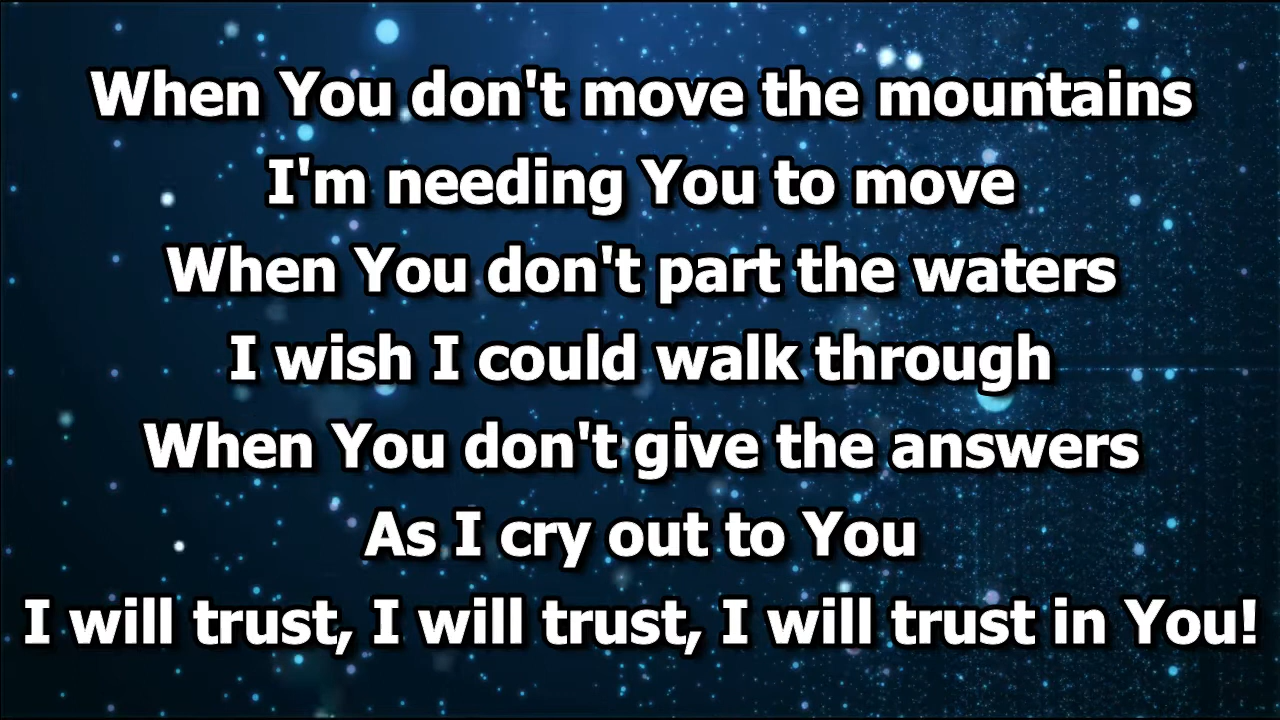 When You don't move the mountains
I'm needing You to move
When You don't part the waters
I wish I could walk through
When You don't give the answers
As I cry out to You
I will trust, I will trust, I will trust in You!